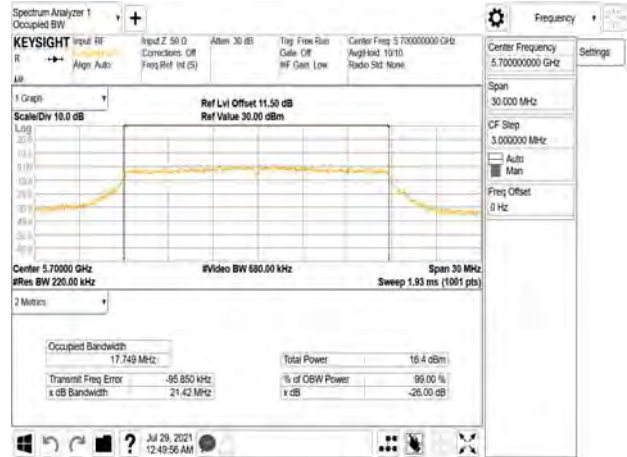 Spectrum Analyzer 1
Occupied BW
Frequency
KEYSIGHT Input: RF
R
Align: Auto
Input Z: 50 Ω
Corrections: Off
Freq Ref: Int (S)
Atten: 30 dB
Trig: Free Run
Gate: Off
#IF Gain: Low
Center Freq: 5.700000000 GHz
Avg|Hold: 10/10
Radio Std: None
Center Frequency
5.700000000 GHz
Settings
Span
30.000 MHz
CF Step
3.000000 MHz
Auto
Man
Freq Offset
0 Hz
1 Graph
Scale/Div 10.0 dB
Ref Lvl Offset 11.50 dB
Ref Value 30.00 dBm
Log
Center 5.70000 GHz
#Res BW 220.00 kHz
#Video BW 680.00 kHz
Span 30 MHz
Sweep 1.93 ms (1001 pts)
2 Metrics
Occupied Bandwidth
17.749 MHz
Total Power 16.4 dBm
Transmit Freq Error -95.850 kHz
% of OBW Power 99.00 %
x dB Bandwidth 21.42 MHz
x dB -26.00 dB
Jul 29, 2021
12:49:56 AM